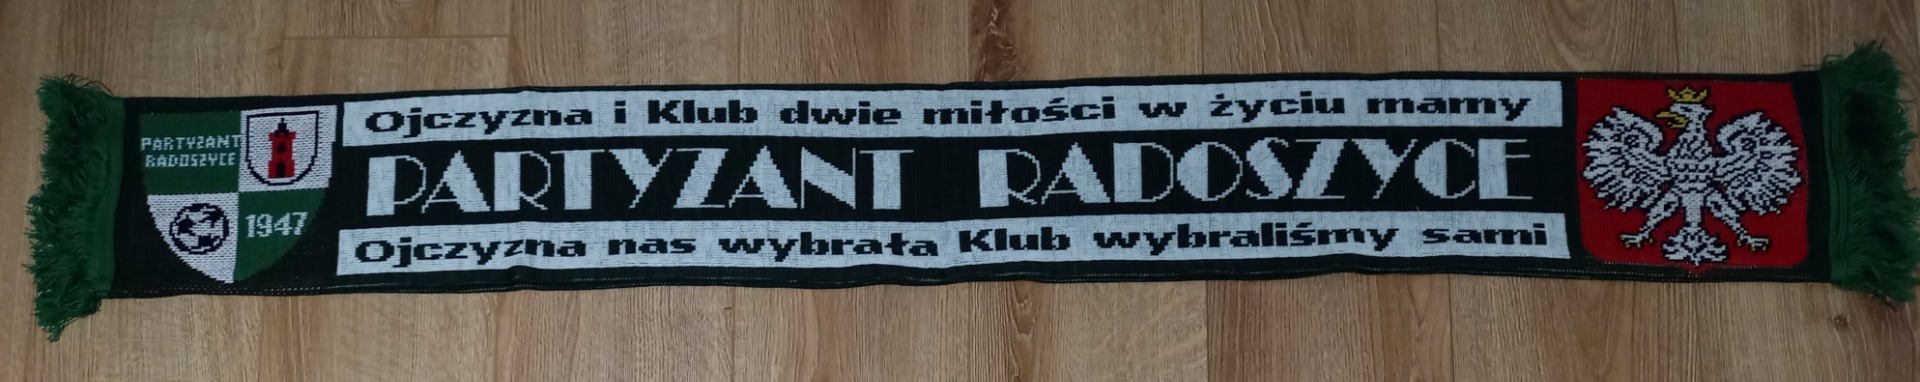 PARTYZANT
RADOSZYCE
1947
Ojczyzna i Klub dwie miłości w życiu mamy
PARTYZANT RADOSZYCE
Ojczyzna nas wybrała Klub wybraliśmy sami